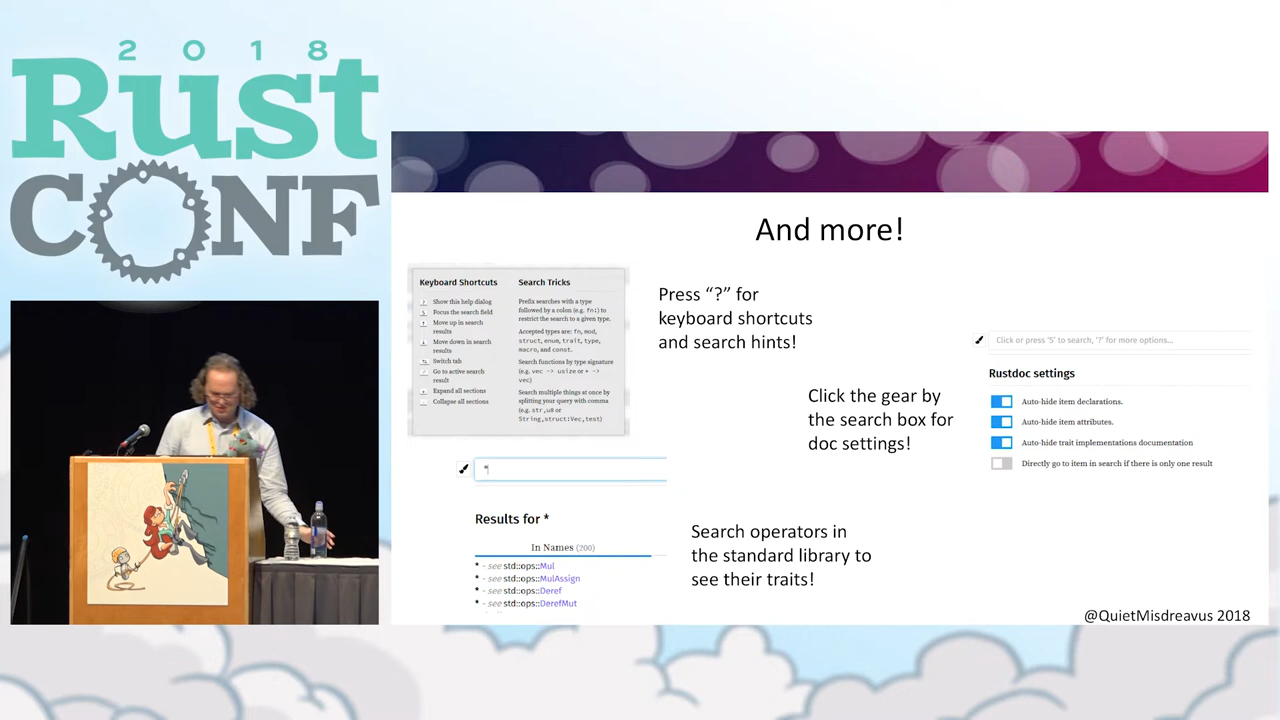 2018
Rust
CONF
And more!
Keyboard Shortcuts
Show this help dialog
Focus the search field
Move up in search
results
Move down in search
results
Switch tab
Go to active search
result
Expand all sections
Collapse all sections
Search Tricks
Prefix searches with a type
followed by a colon (e.g. fn:) to
restrict the search to a given type.
Accepted types are: fn, mod,
struct, enum, trait, type,
macro, and const.
Search functions by type signature
(e.g. vec -> usize or * ->
vec)
Search multiple things at once by
splitting your query with comma
(e.g. str,u8 or
String,struct:Vec,test)
Press “?” for
keyboard shortcuts
and search hints!
Click the gear by
the search box for
doc settings!
Click or press 'S' to search, '?' for more options...
Rustdoc settings
Auto-hide item declarations.
Auto-hide item attributes.
Auto-hide trait implementations documentation
Directly go to item in search if there is only one result
*
Results for *
In Names (200)
* - see std::ops::Mul
* - see std::ops::MulAssign
* - see std::ops::Deref
* - see std::ops::DerefMut
Search operators in
the standard library to
see their traits!
@QuietMisdreavus 2018